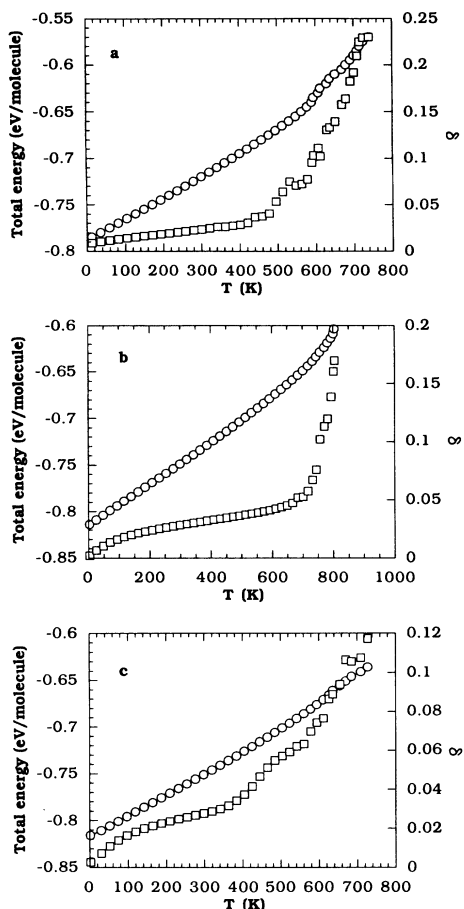 a
Total energy (eV/molecule)
-0.55
-0.6
-0.65
-0.7
-0.75
-0.8
0.25
0.2
0.15
0.1
0.05
0
δ
0 100 200 300 400 500 600 700 800
T (K)
b
Total energy (eV/molecule)
-0.6
-0.65
-0.7
-0.75
-0.8
-0.85
0.2
0.15
0.1
0.05
0
δ
0 200 400 600 800 1000
T (K)
c
Total energy (eV/molecule)
-0.6
-0.65
-0.7
-0.75
-0.8
-0.85
0.12
0.1
0.08
0.06
0.04
0.02
0
δ
0 100 200 300 400 500 600 700 800
T (K)